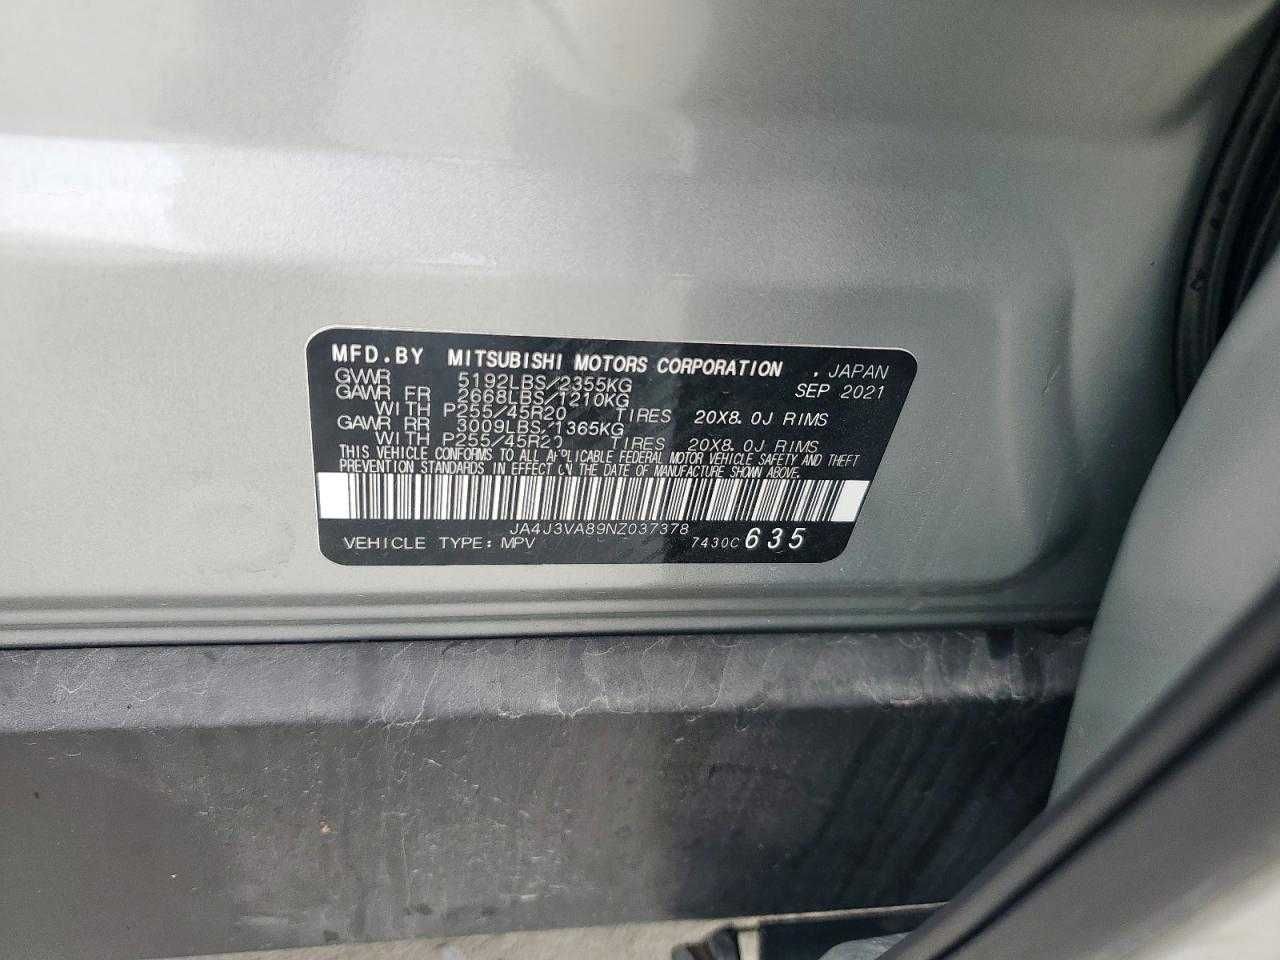 MFD. BY MITSUBISHI MOTORS CORPORATION , JAPAN
GVWR 5192LBS/2355KG SEP 2021
GAWR FR 2668LBS/1210KG
WITH P255/45R20 TIRES 20X8.0J RIMS
GAWR RR 3009LBS/1365KG
WITH P255/45R20 TIRES 20X8.0J RIMS
THIS VEHICLE CONFORMS TO ALL APPLICABLE FEDERAL MOTOR VEHICLE SAFETY AND THEFT
PREVENTION STANDARDS IN EFFECT ON THE DATE OF MANUFACTURE SHOWN ABOVE.
JA4J3VA89NZ037378
VEHICLE TYPE: MPV 7430C 635